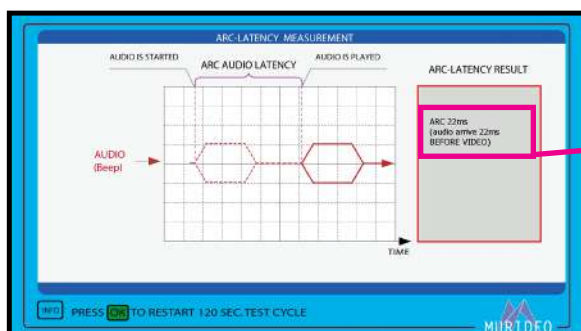 ARC-LATENCY MEASUREMENT
AUDIO IS STARTED
ARC AUDIO LATENCY
AUDIO IS PLAYED
ARC-LATENCY RESULT
ARC 22ms
(audio arrive 22ms
BEFORE VIDEO)
AUDIO
(Beep)
TIME
INFO PRESS OK TO RESTART 120 SEC. TEST CYCLE
MURIDEO